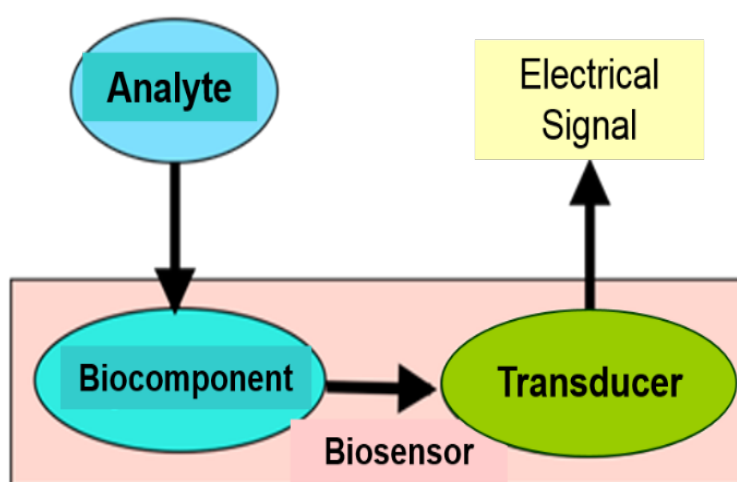 Analyte
Electrical
Signal
Biocomponent
Transducer
Biosensor